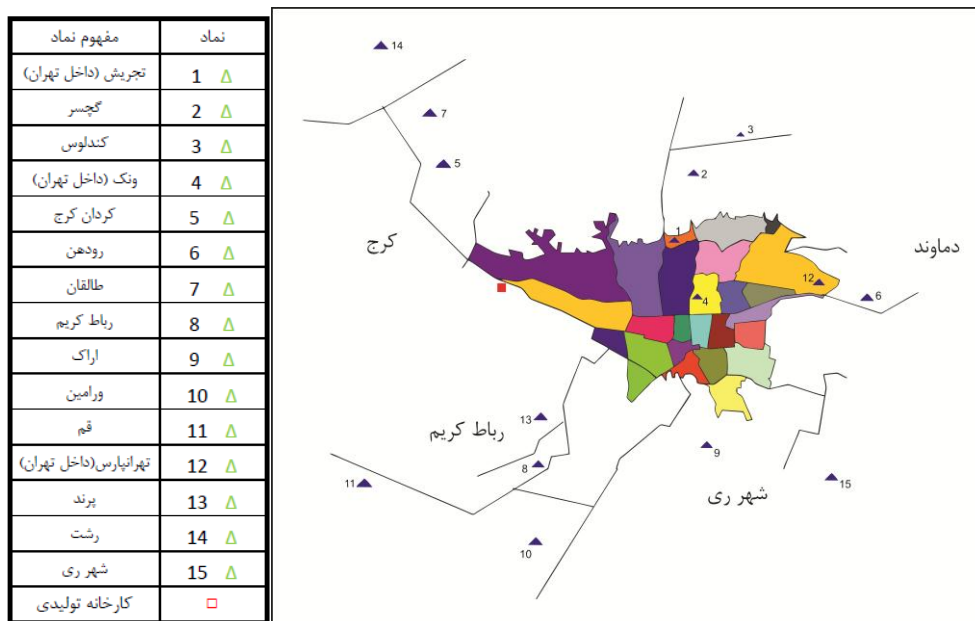 نماد مفهوم نماد
Δ 1 تجریش (داخل تهران)
Δ 2 گچسر
Δ 3 کندلوس
Δ 4 ونک (داخل تهران)
Δ 5 کردان کرج
Δ 6 رودهن
Δ 7 طالقان
Δ 8 رباط کریم
Δ 9 اراک
Δ 10 ورامین
Δ 11 قم
Δ 12 تهرانپارس(داخل تهران)
Δ 13 پرند
Δ 14 رشت
Δ 15 شهر ری
□ کارخانه تولیدی
14
7
3
5
2
1
کرج
دماوند
12
4
6
13
رباط کریم
9
8
شهر ری
11
15
10